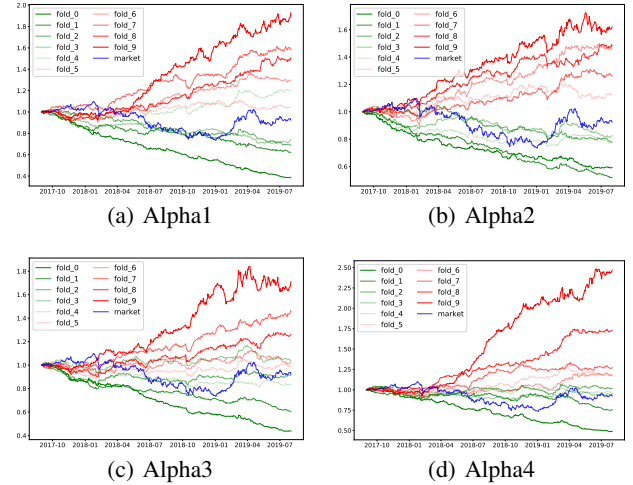 2.0
1.8
1.6
1.4
1.2
1.0
0.8
0.6
0.4
fold_0 fold_6
fold_1 fold_7
fold_2 fold_8
fold_3 fold_9
fold_4 market
fold_5
2017-10 2018-01 2018-04 2018-07 2018-10 2019-01 2019-04 2019-07
(a) Alpha1
1.6
1.4
1.2
1.0
0.8
0.6
fold_0 fold_6
fold_1 fold_7
fold_2 fold_8
fold_3 fold_9
fold_4 market
fold_5
2017-10 2018-01 2018-04 2018-07 2018-10 2019-01 2019-04 2019-07
(b) Alpha2
1.8
1.6
1.4
1.2
1.0
0.8
0.6
0.4
fold_0 fold_6
fold_1 fold_7
fold_2 fold_8
fold_3 fold_9
fold_4 market
fold_5
2017-10 2018-01 2018-04 2018-07 2018-10 2019-01 2019-04 2019-07
(c) Alpha3
2.50
2.25
2.00
1.75
1.50
1.25
1.00
0.75
0.50
fold_0 fold_6
fold_1 fold_7
fold_2 fold_8
fold_3 fold_9
fold_4 market
fold_5
2017-10 2018-01 2018-04 2018-07 2018-10 2019-01 2019-04 2019-07
(d) Alpha4